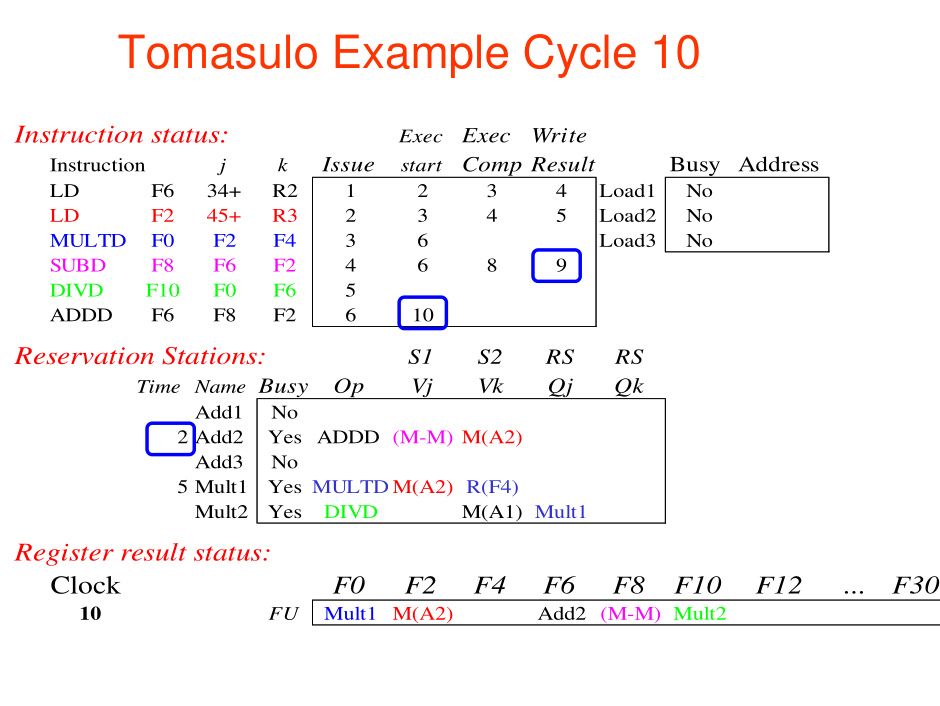 Tomasulo Example Cycle 10
Instruction status: Exec Exec Write
Instruction j k Issue start Comp Result Busy Address
LD F6 34+ R2 1 2 3 4 Load1 No
LD F2 45+ R3 2 3 4 5 Load2 No
MULTD F0 F2 F4 3 6 Load3 No
SUBD F8 F6 F2 4 6 8 9
DIVD F10 F0 F6 5
ADDD F6 F8 F2 6 10
Reservation Stations: S1 S2 RS RS
Time Name Busy Op Vj Vk Qj Qk
Add1 No
2 Add2 Yes ADDD (M-M) M(A2)
Add3 No
5 Mult1 Yes MULTD M(A2) R(F4)
Mult2 Yes DIVD M(A1) Mult1
Register result status:
Clock F0 F2 F4 F6 F8 F10 F12 ... F30
10 FU Mult1 M(A2) Add2 (M-M) Mult2